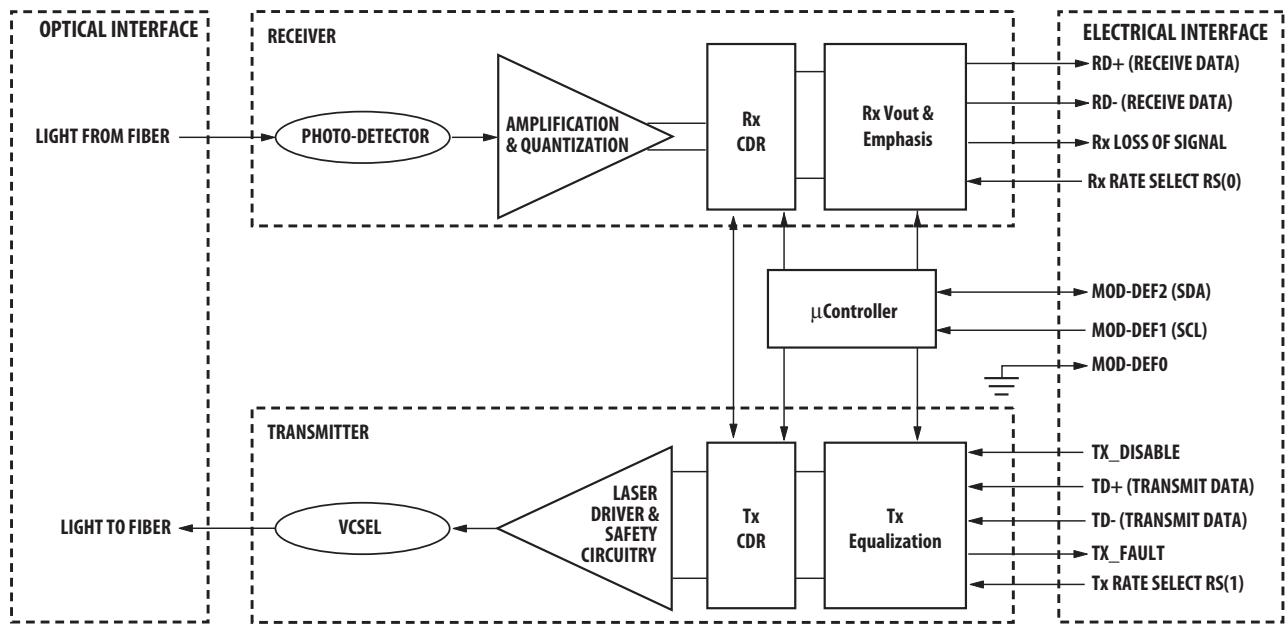 OPTICAL INTERFACE
RECEIVER
ELECTRICAL INTERFACE
LIGHT FROM FIBER
PHOTO-DETECTOR
AMPLIFICATION
& QUANTIZATION
Rx
CDR
Rx Vout &
Emphasis
RD+ (RECEIVE DATA)
RD- (RECEIVE DATA)
Rx LOSS OF SIGNAL
Rx RATE SELECT RS(0)
µController
MOD-DEF2 (SDA)
MOD-DEF1 (SCL)
MOD-DEF0
TRANSMITTER
LIGHT TO FIBER
VCSEL
LASER
DRIVER &
SAFETY
CIRCUITRY
Tx
CDR
Tx
Equalization
TX_DISABLE
TD+ (TRANSMIT DATA)
TD- (TRANSMIT DATA)
TX_FAULT
Tx RATE SELECT RS(1)